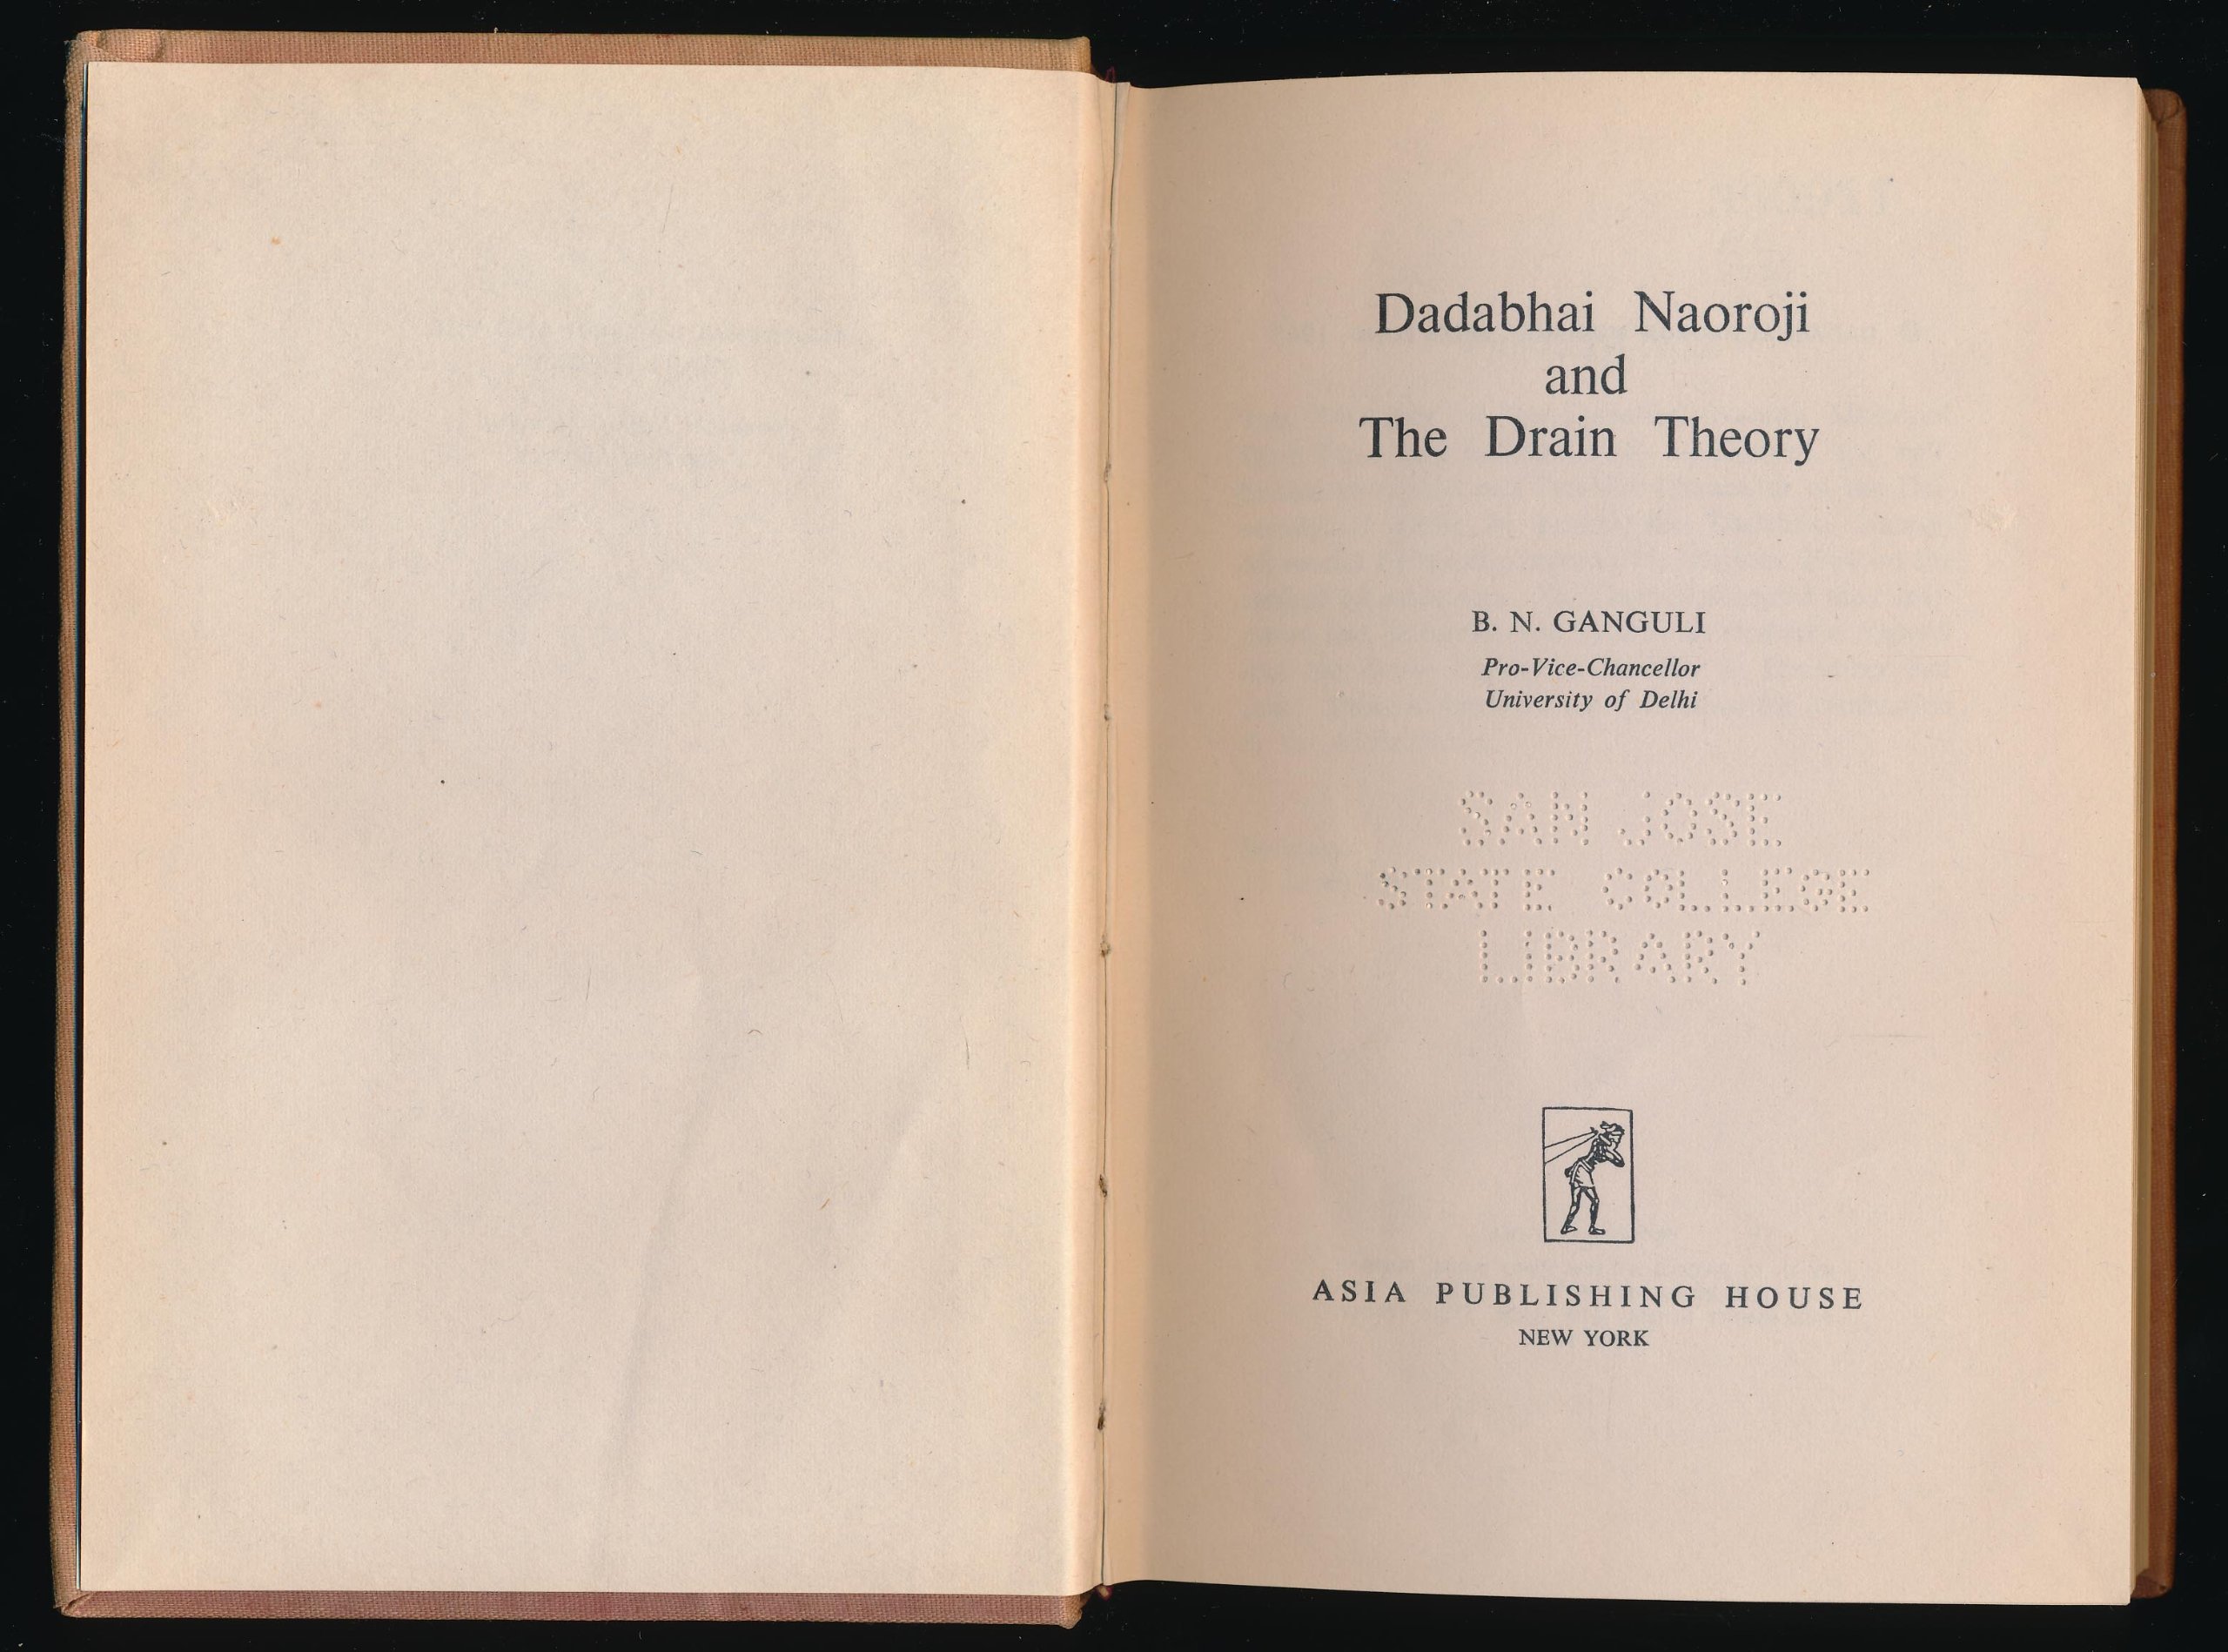 Dadabhai Naoroji
and
The Drain Theory
B. N. GANGULI
Pro-Vice-Chancellor
University of Delhi
SAN JOSE
STATE COLLEGE
LIBRARY
ASIA PUBLISHING HOUSE
NEW YORK